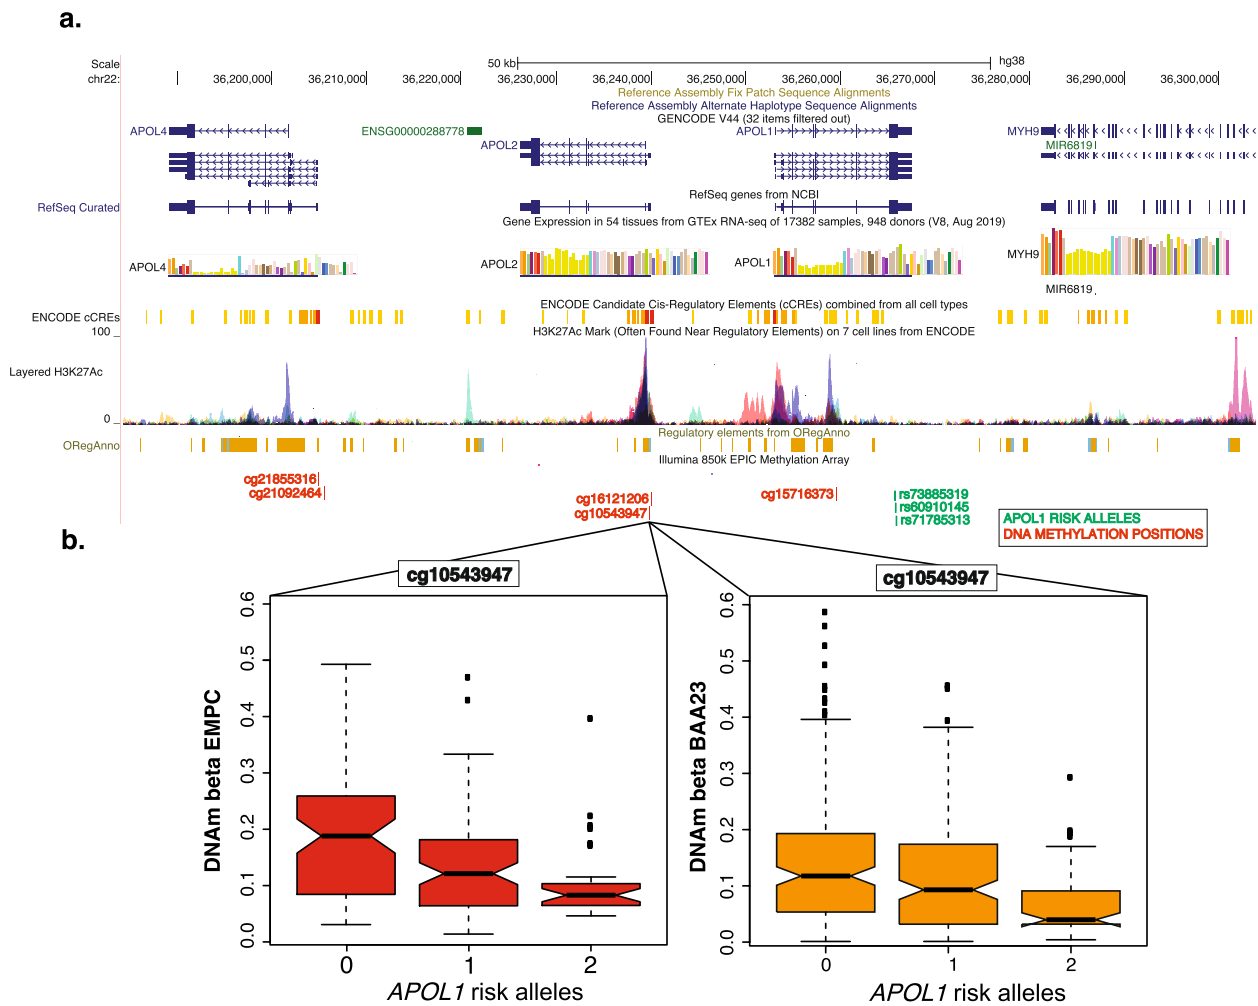 a.
Scale 50 kb hg38
chr22: 36,200,000 36,210,000 36,220,000 36,230,000 36,240,000 36,250,000 36,260,000 36,270,000 36,280,000 36,290,000 36,300,000
Reference Assembly Fix Patch Sequence Alignments
Reference Assembly Alternate Haplotype Sequence Alignments
GENCODE V44 (32 items filtered out)
APOL4 ENSG00000288778 APOL1 MYH9
APOL2 MIR6819
RefSeq genes from NCBI
RefSeq Curated
Gene Expression in 54 tissues from GTEx RNA-seq of 17382 samples, 948 donors (V8, Aug 2019)
APOL4 APOL2 APOL1 MYH9
MIR6819
ENCODE Candidate Cis-Regulatory Elements (cCREs) combined from all cell types
ENCODE cCREs
H3K27Ac Mark (Often Found Near Regulatory Elements) on 7 cell lines from ENCODE
100
Layered H3K27Ac
0
Regulatory elements from ORegAnno
ORegAnno
Illumina 850k EPIC Methylation Array
cg21855316
cg21092464
cg16121206
cg10543947
cg15716373
rs73885319
rs60910145
rs71785313
APOL1 RISK ALLELES
DNA METHYLATION POSITIONS
b.
cg10543947
DNAm beta EMPC
0.6
0.5
0.4
0.3
0.2
0.1
0.0
0 1 2
APOL1 risk alleles
cg10543947
DNAm beta BAA23
0.6
0.5
0.4
0.3
0.2
0.1
0.0
0 1 2
APOL1 risk alleles